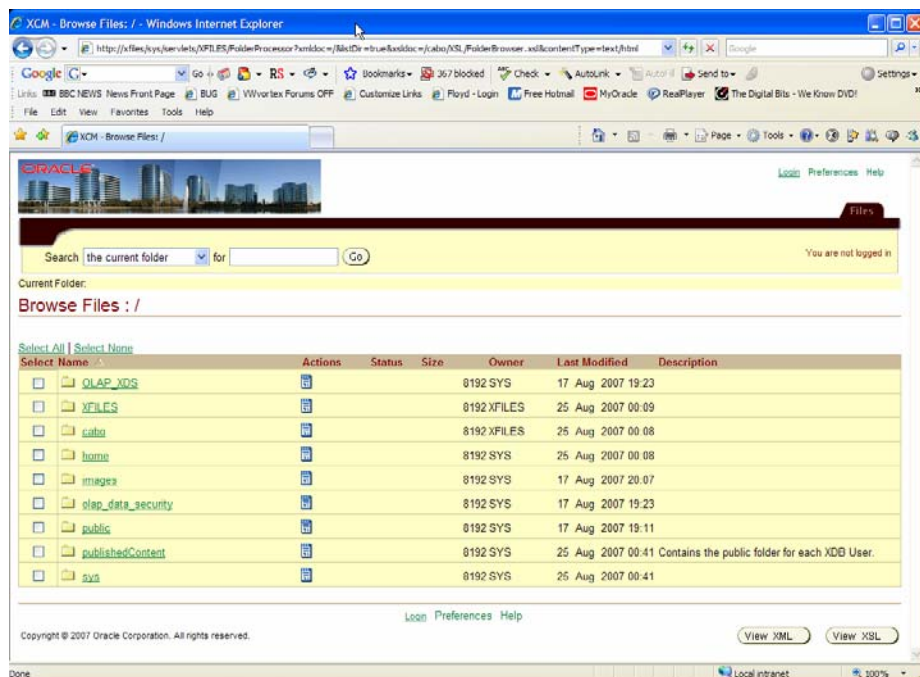 XCM - Browse Files: / - Windows Internet Explorer
http://xfiles/sys/servlets/XFILES/FolderProcessor?xmldoc=/&listDir=true&xsldoc=/cabo/XSL/FolderBrowser.xsl&contentType=text/html
Google
Google G Go RS Bookmarks 367 blocked Check AutoLink AutoFill Send to Settings
Links BBC NEWS News Front Page BUG WVvortex Forums OFF Customize Links Floyd - Login Free Hotmail MyOracle RealPlayer The Digital Bits - We Know DVD!
File Edit View Favorites Tools Help
XCM - Browse Files: /
Page Tools
ORACLE
Login Preferences Help
Files
Search the current folder for Go
You are not logged in
Current Folder:
Browse Files : /
Select All | Select None
Select Name Actions Status Size Owner Last Modified Description
OLAP_XDS 8192 SYS 17 Aug 2007 19:23
XFILES 8192 XFILES 25 Aug 2007 00:09
cabo 8192 XFILES 25 Aug 2007 00:08
home 8192 SYS 25 Aug 2007 00:08
images 8192 SYS 17 Aug 2007 20:07
olap_data_security 8192 SYS 17 Aug 2007 19:23
public 8192 SYS 17 Aug 2007 19:11
publishedContent 8192 SYS 25 Aug 2007 00:41 Contains the public folder for each XDB User.
sys 8192 SYS 25 Aug 2007 00:41
Login Preferences Help
Copyright © 2007 Oracle Corporation. All rights reserved.
View XML View XSL
Done Local intranet 100%